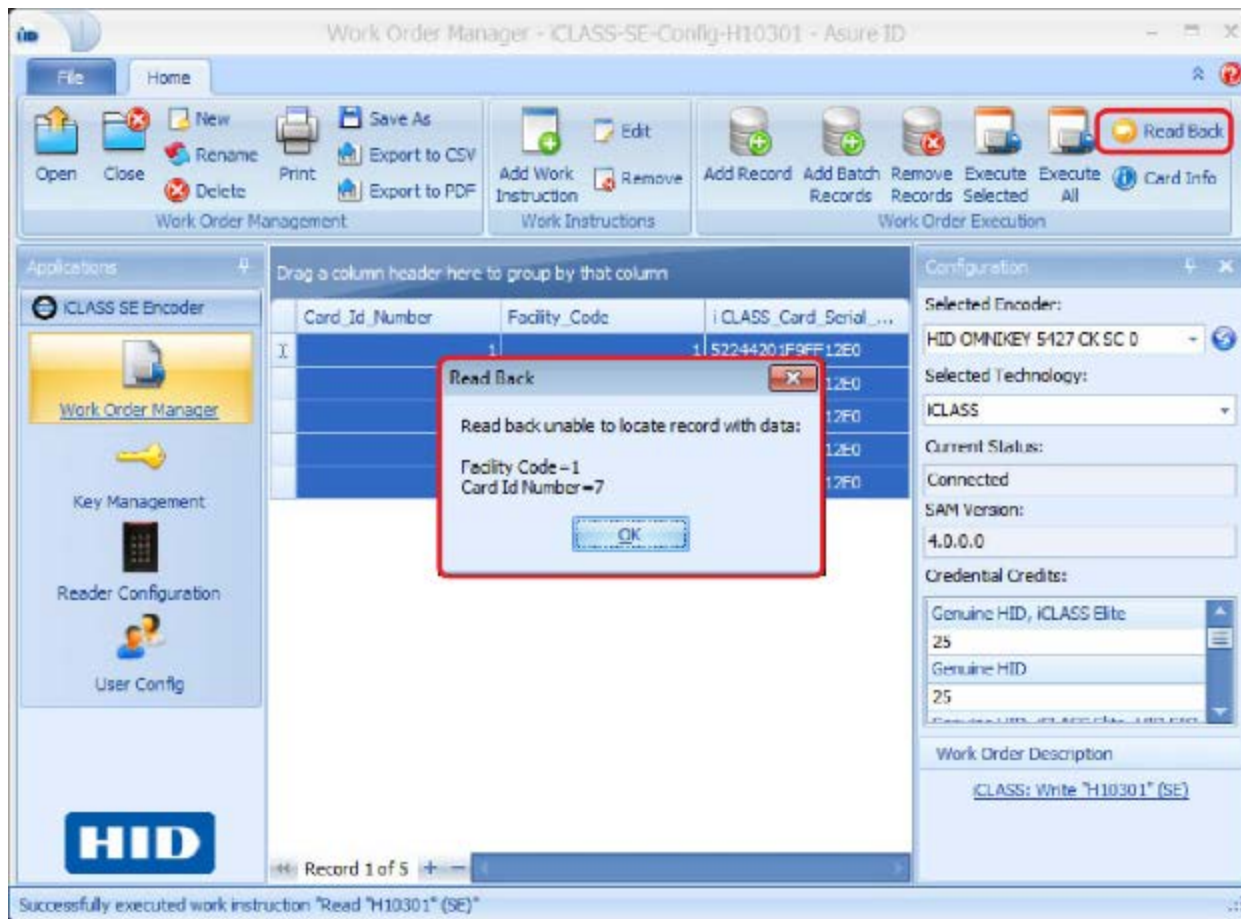 Work Order Manager - iCLASS-SE-Config-H10301 - Asure ID
File
Home
Open
Close
New
Rename
Delete
Print
Save As
Export to CSV
Export to PDF
Work Order Management
Add Work
Instruction
Edit
Remove
Work Instructions
Add Record
Add Batch
Records
Remove
Records
Execute
Selected
Execute
All
Read Back
Card Info
Work Order Execution
Applications
iCLASS SE Encoder
Work Order Manager
Key Management
Reader Configuration
User Config
HID
Drag a column header here to group by that column
Card_Id_Number
Facility_Code
iCLASS_Card_Serial_...
1
1
52244201F9FF12E0
12E0
12E0
12E0
12E0
Read Back
Read back unable to locate record with data:
Facility Code=1
Card Id Number=7
OK
Record 1 of 5
Configuration
Selected Encoder:
HID OMNIKEY 5427 CK SC 0
Selected Technology:
iCLASS
Current Status:
Connected
SAM Version:
4.0.0.0
Credential Credits:
Genuine HID, iCLASS Elite
25
Genuine HID
25
Work Order Description
iCLASS: Write "H10301" (SE)
Successfully executed work instruction "Read "H10301" (SE)"